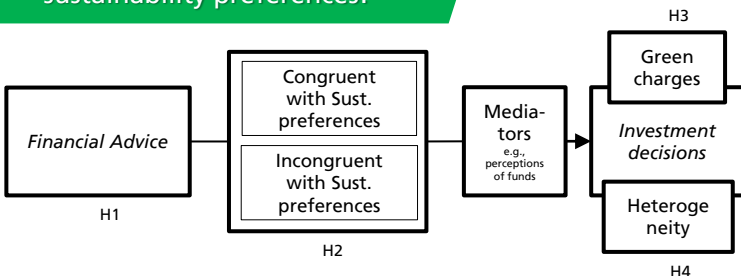 sustainability preferences.
H3
Green
charges
Congruent
with Sust.
preferences
Financial Advice
Media-
tors
e.g.,
perceptions
of funds
Investment
decisions
Incongruent
with Sust.
preferences
H1
Heteroge
neity
H2
H4